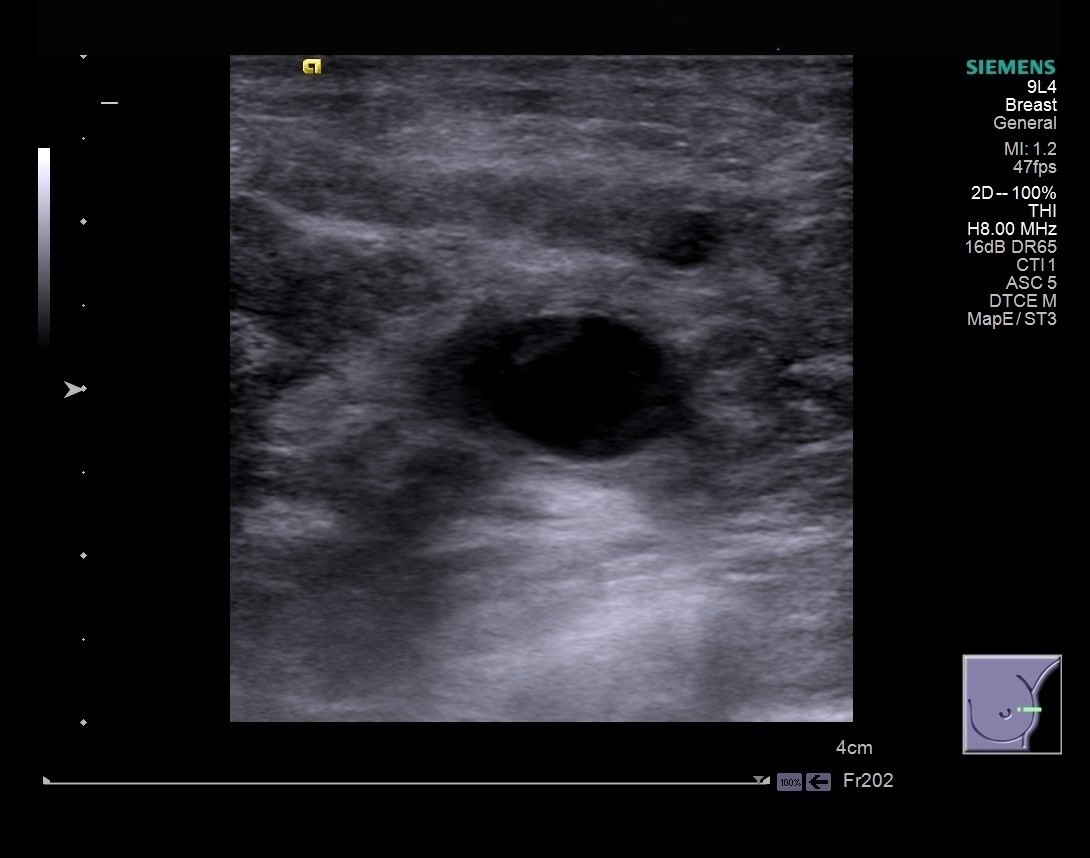 SIEMENS
9L4
Breast
General
MI: 1.2
47fps
2D--100%
THI
H8.00 MHz
16dB DR65
CTI 1
ASC 5
DTCE M
MapE / ST3
4cm
100%
Fr202